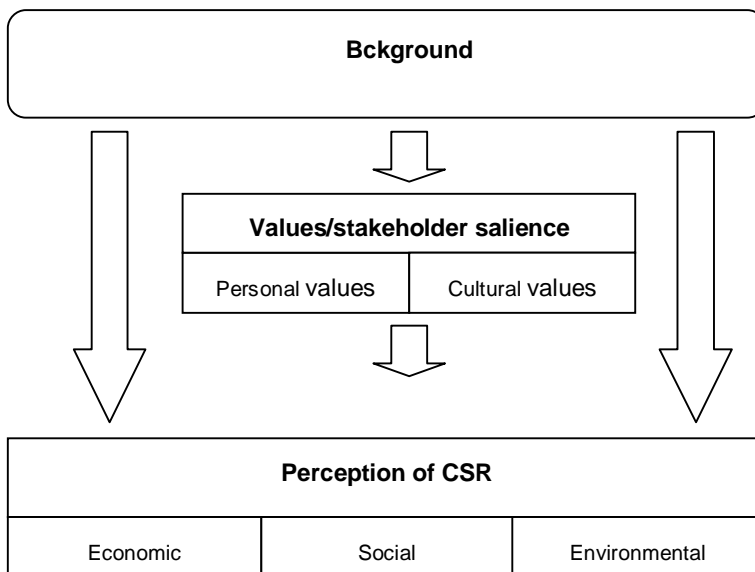 Bckground
Values/stakeholder salience
Personal values
Cultural values
Perception of CSR
Economic
Social
Environmental